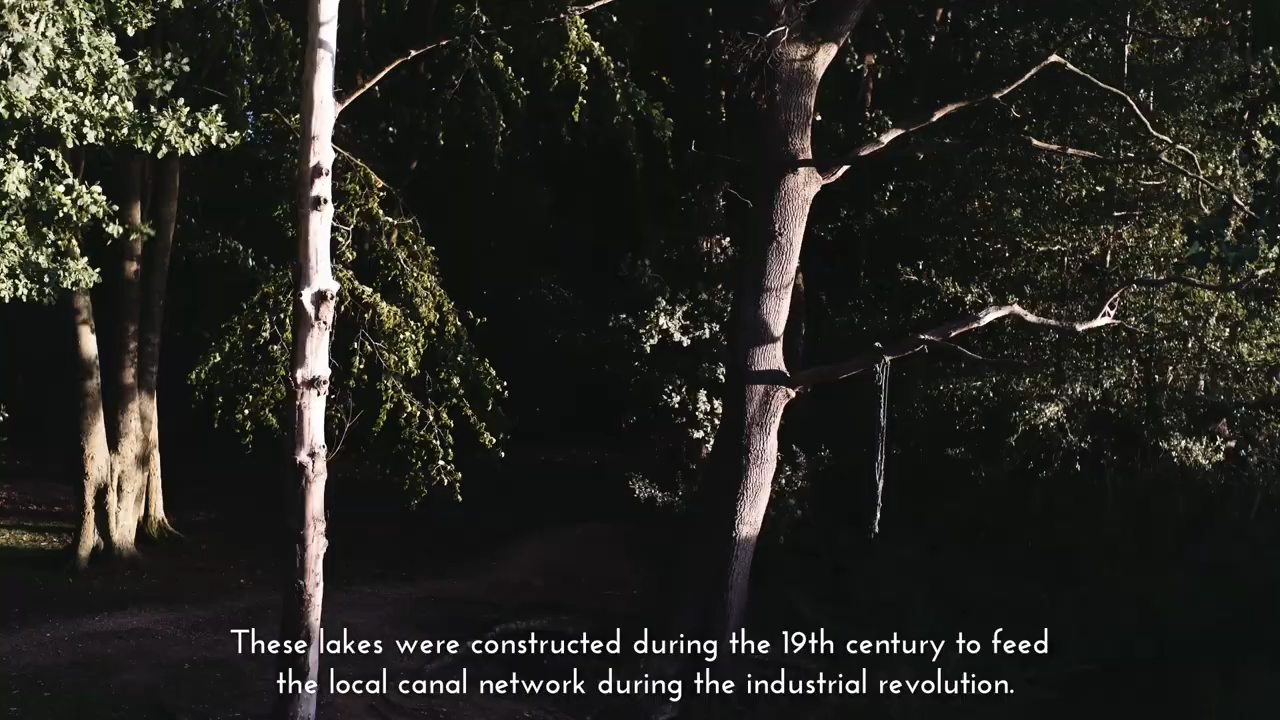 These lakes were constructed during the 19th century to feed
the local canal network during the industrial revolution.